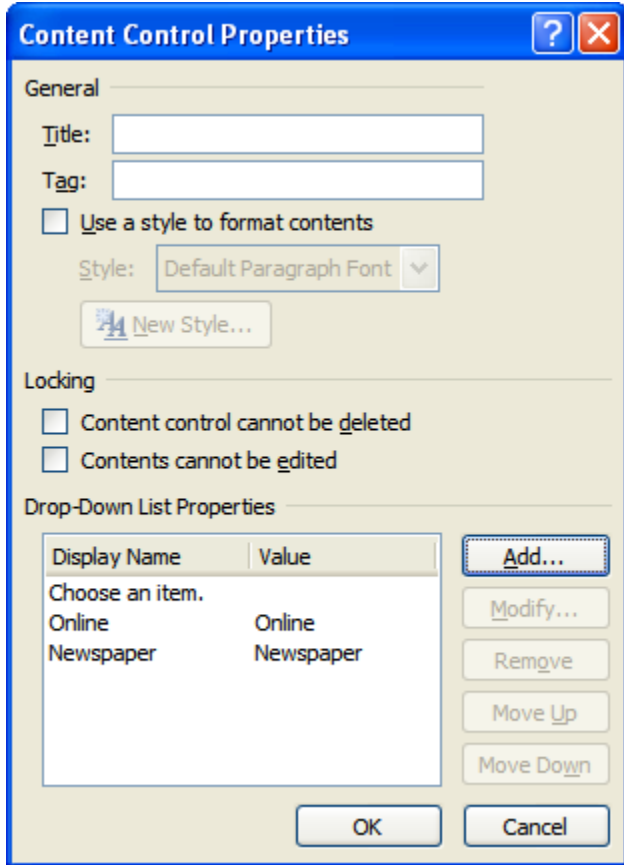 Content Control Properties
General
Title:
Tag:
Use a style to format contents
Style: Default Paragraph Font
New Style...
Locking
Content control cannot be deleted
Contents cannot be edited
Drop-Down List Properties
Display Name Value Add...
Choose an item.
Online Online Modify...
Newspaper Newspaper Remove
Move Up
Move Down
OK Cancel